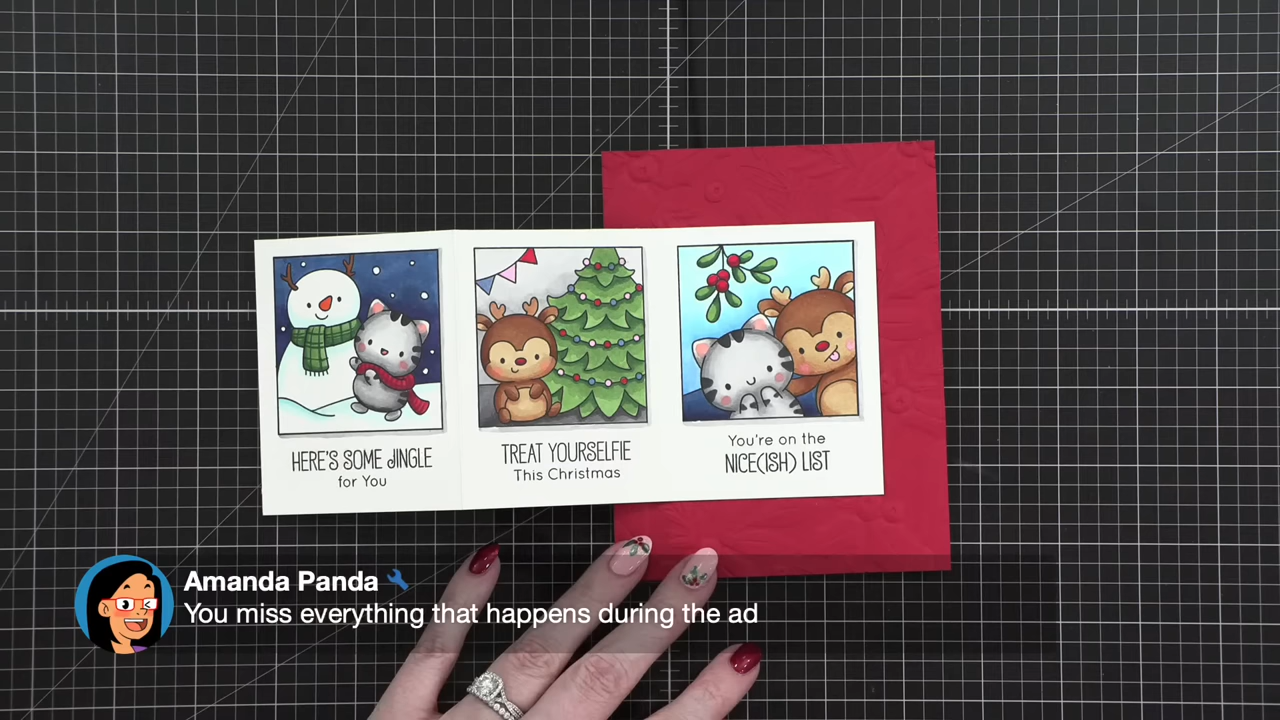 HERE'S SOME JINGLE
for You
TREAT YOURSELFIE
This Christmas
You're on the
NICE(ISH) LIST
Amanda Panda
You miss everything that happens during the ad